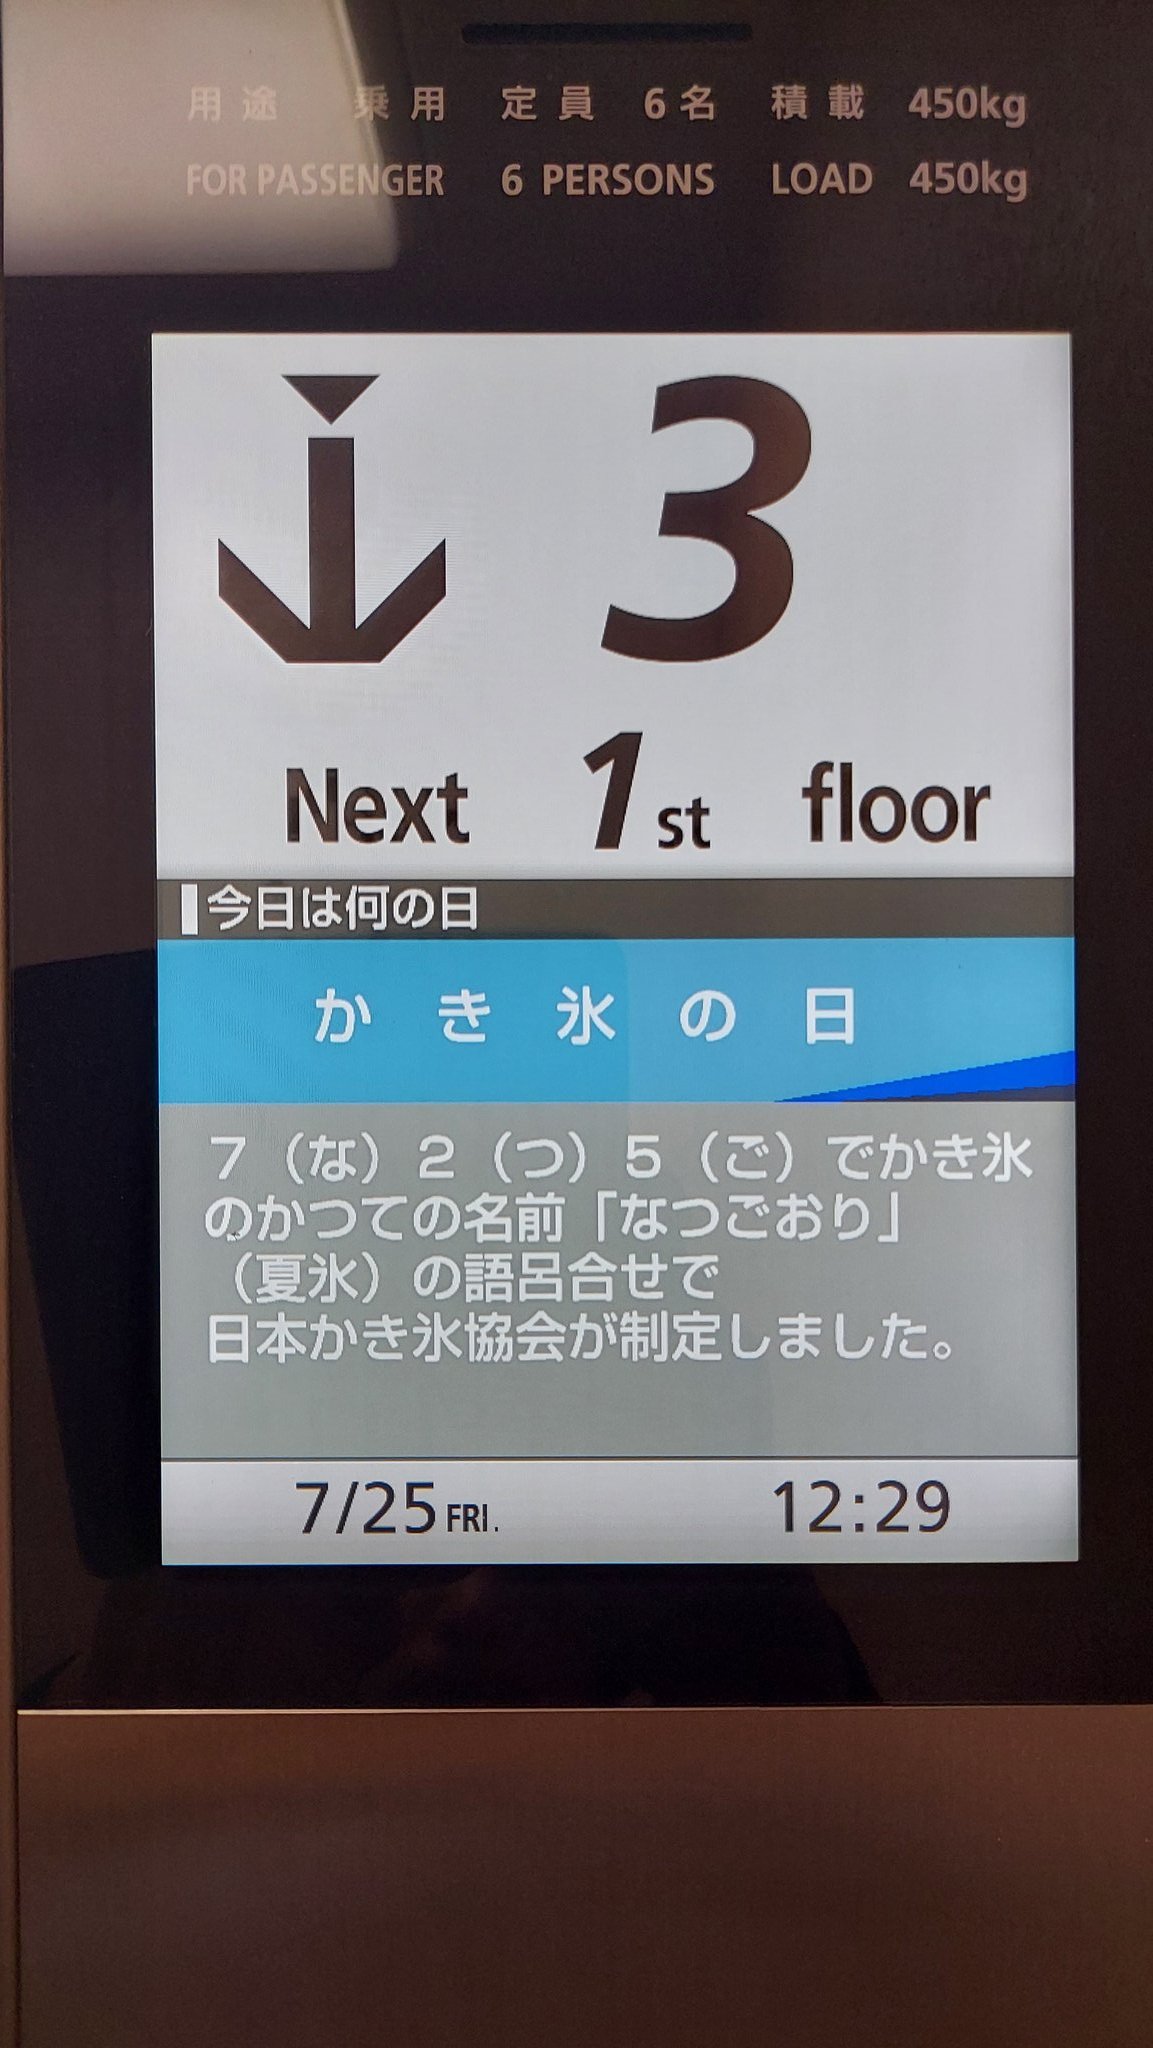 用途 乗用 定員 6名 積載 450kg
FOR PASSENGER 6 PERSONS LOAD 450kg
3
Next 1st floor
今日は何の日
かき氷の日
7（な）2（つ）5（ご）でかき氷
のかつての名前「なつごおり」
（夏氷）の語呂合せで
日本かき氷協会が制定しました。
7/25 FRI. 12:29